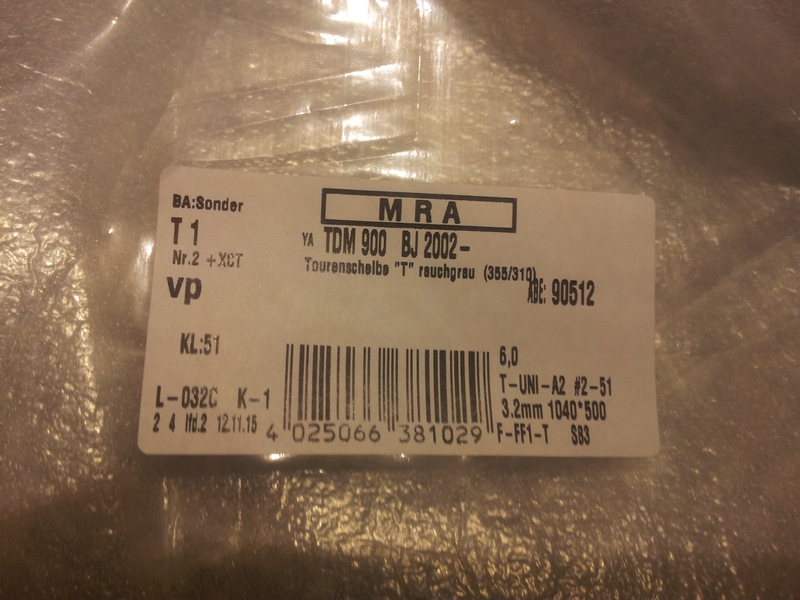 BA:Sonder
M R A
T 1
YA TDM 900 BJ 2002-
Nr.2 +XCT
Tourenscheibe "T" rauchgrau (355/310)
vp
ABE: 90512
KL:51
6,0
T-UNI-A2 #2-51
L-032C K-1
3.2mm 1040*500
2 4 lfd.2 12.11.15
4 025066 381029
F-FF1-T S83